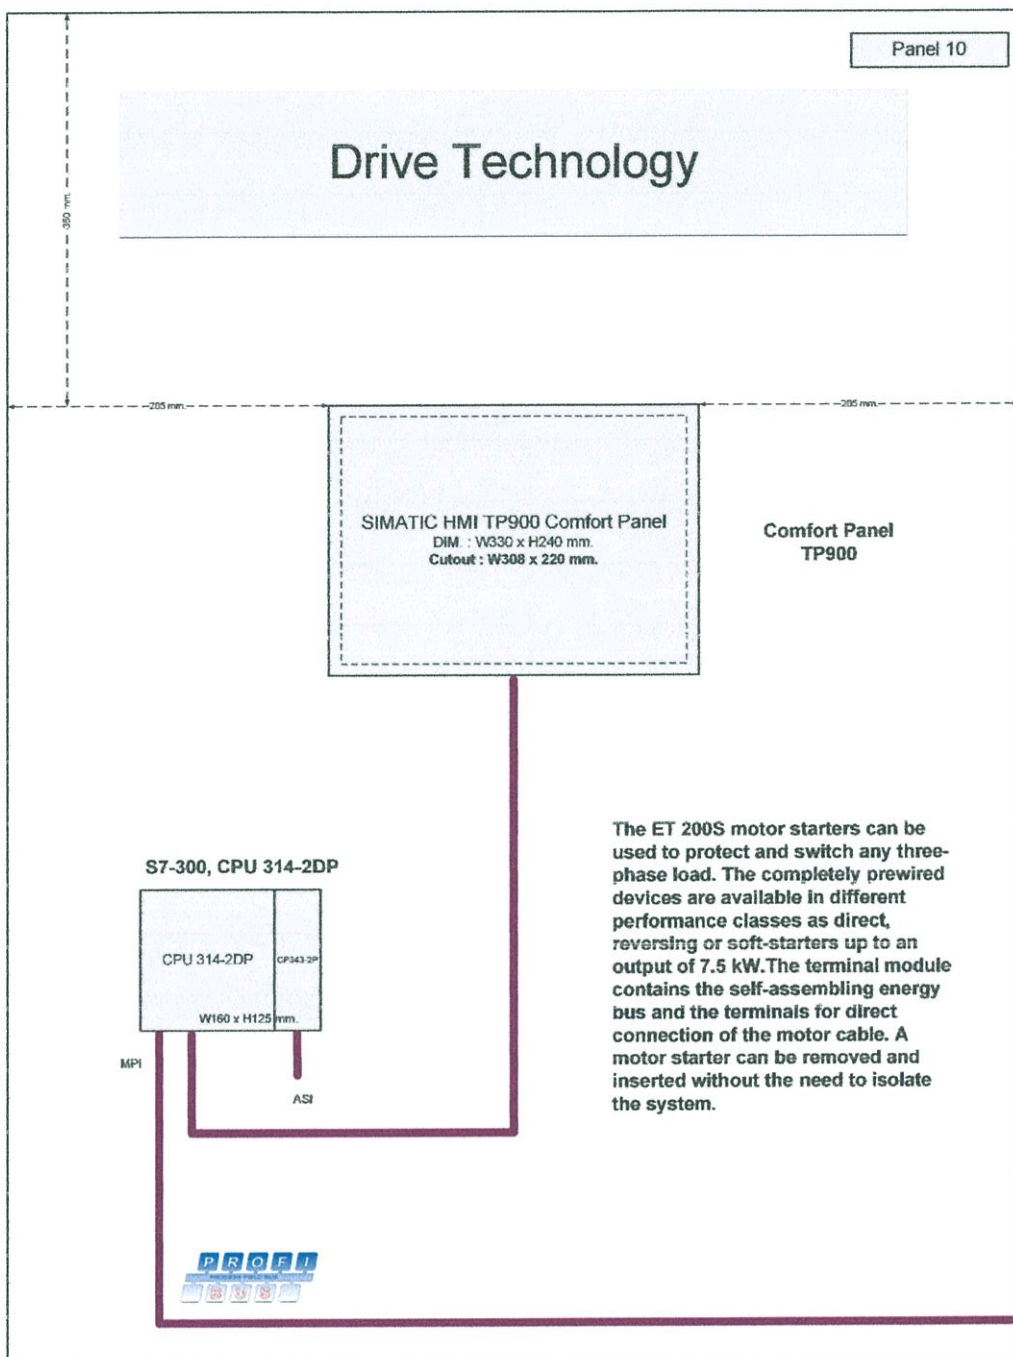 Panel 10
Drive Technology
350 mm.
205 mm.
205 mm.
SIMATIC HMI TP900 Comfort Panel
DIM. : W330 x H240 mm.
Cutout : W308 x 220 mm.
Comfort Panel
TP900
The ET 200S motor starters can be
used to protect and switch any three-
phase load. The completely prewired
devices are available in different
performance classes as direct,
reversing or soft-starters up to an
output of 7.5 kW.The terminal module
contains the self-assembling energy
bus and the terminals for direct
connection of the motor cable. A
motor starter can be removed and
inserted without the need to isolate
the system.
S7-300, CPU 314-2DP
CPU 314-2DP
CP343-2P
W160 x H125 mm.
MPI
ASI
PROFI
PROCESS FIELD BUS
BUS